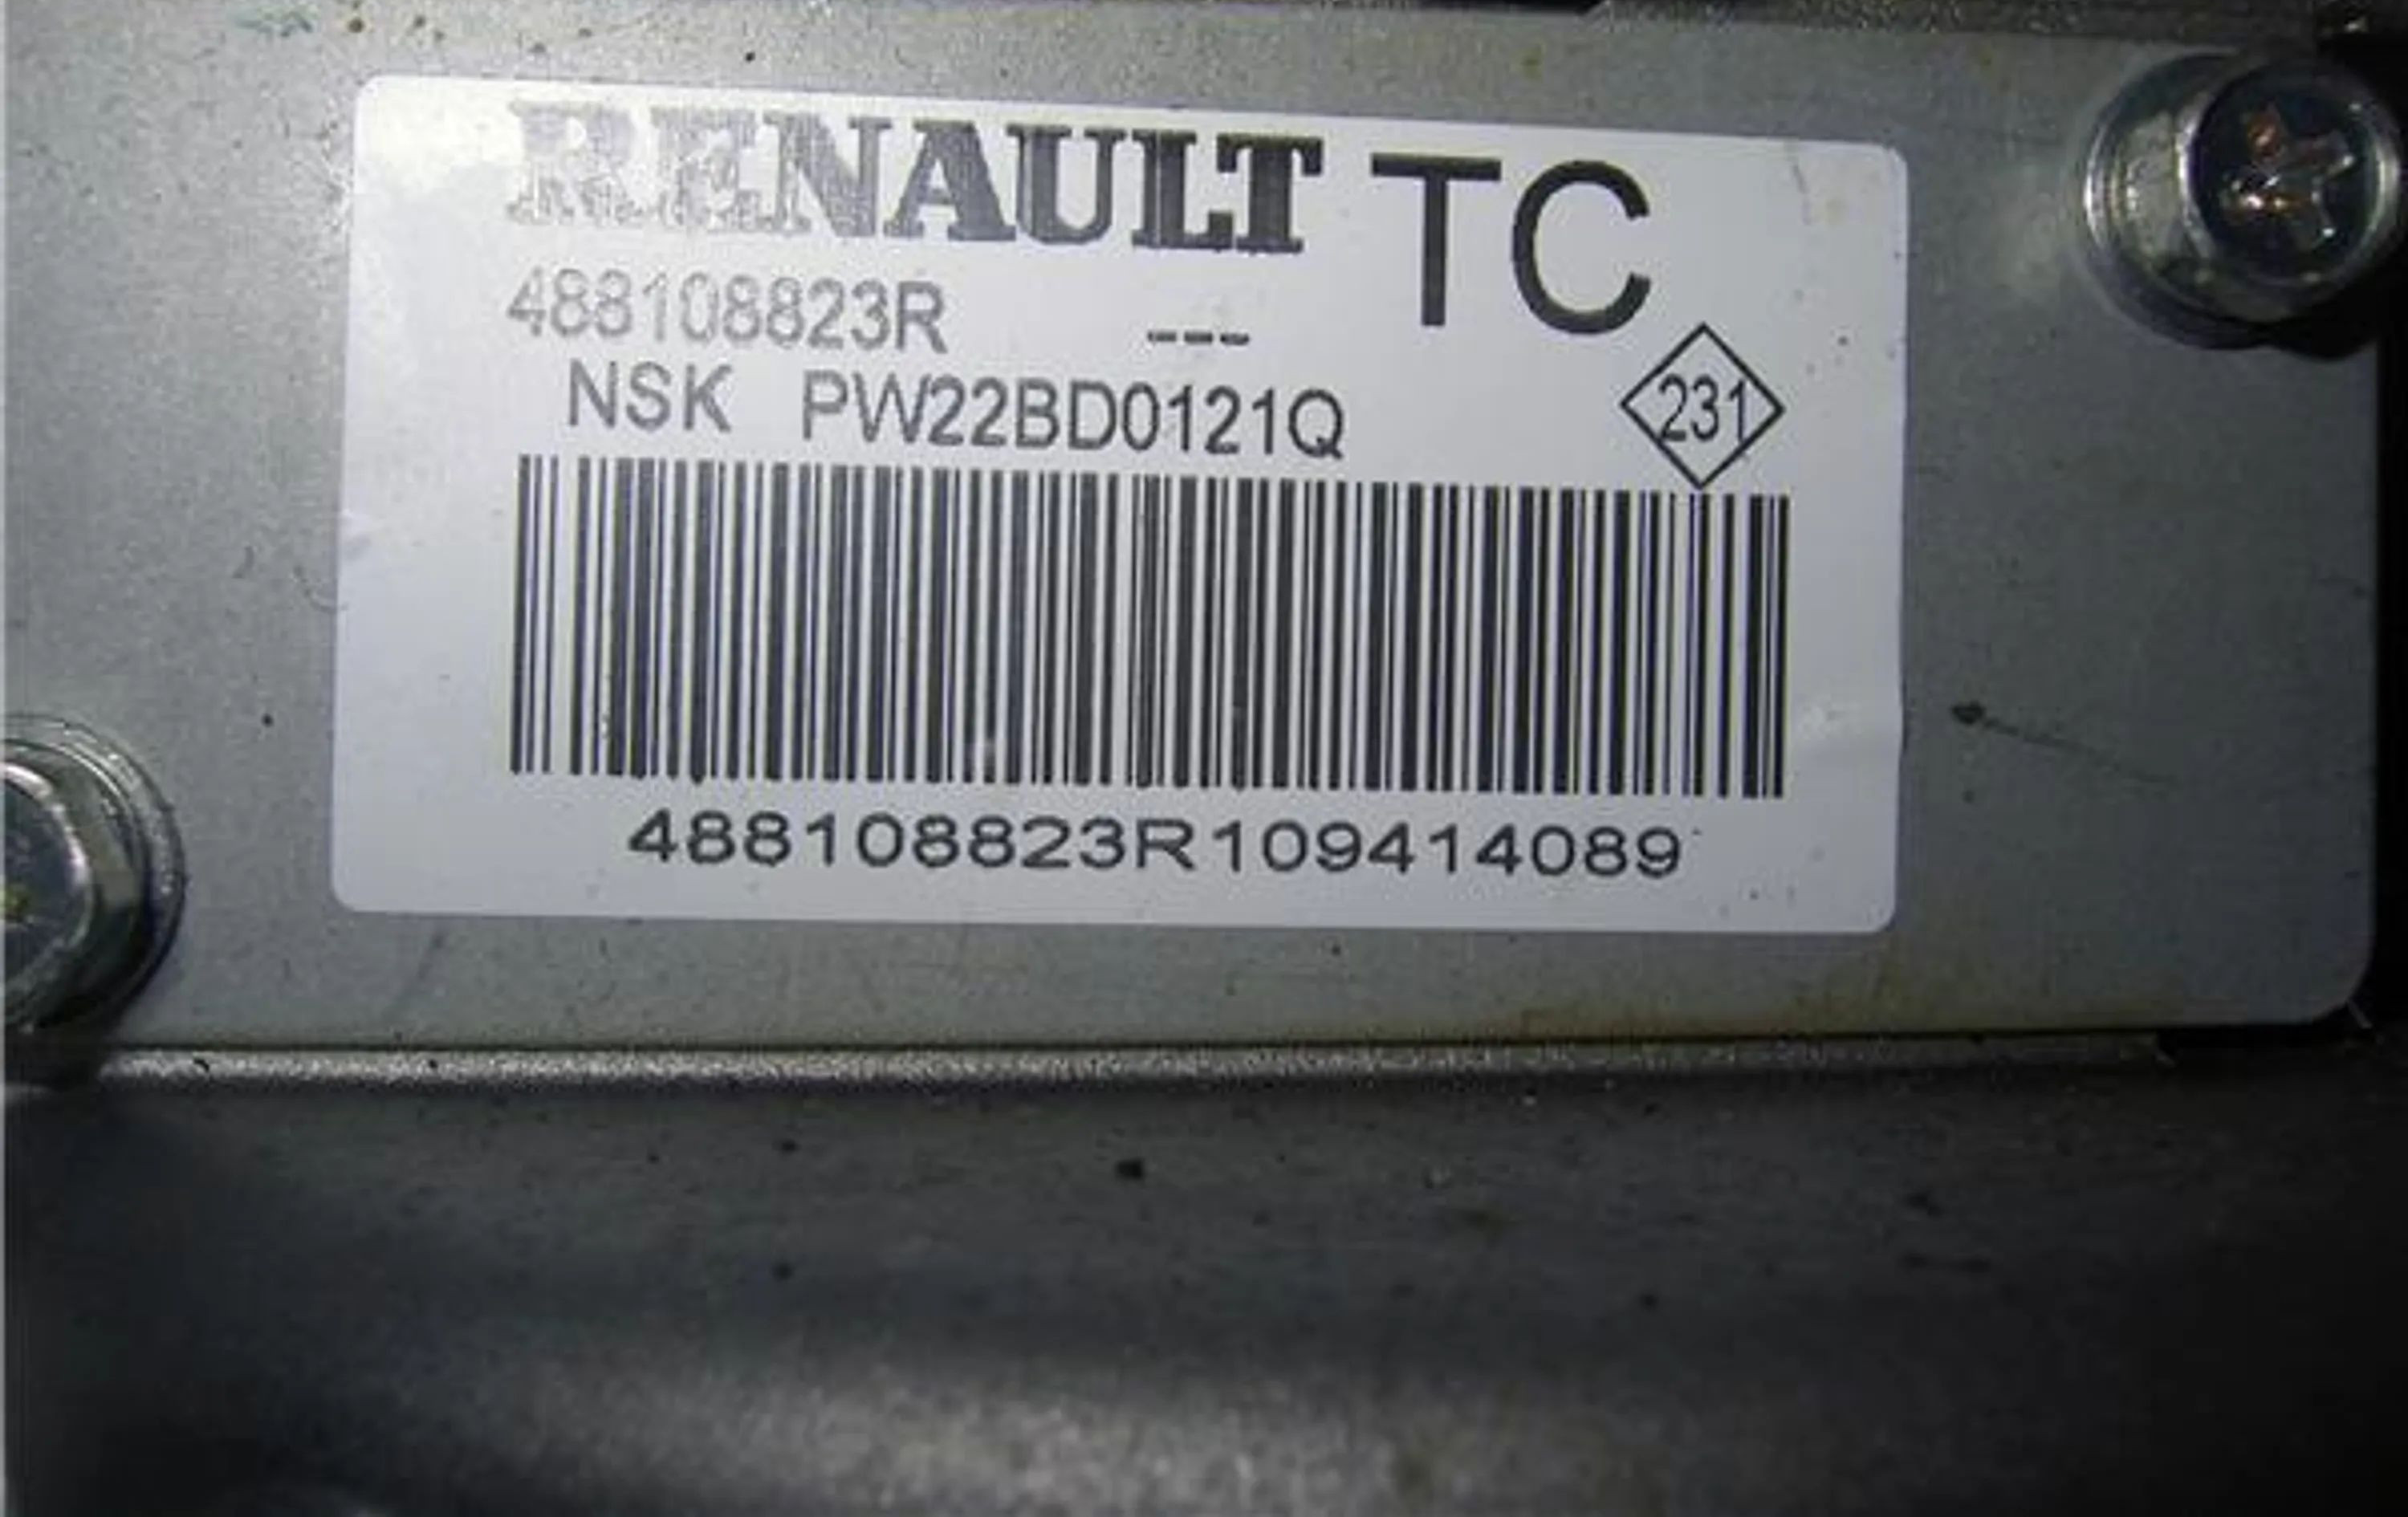 RENAULT TC
488108823R ---
NSK PW22BD0121Q 231
488108823R109414089